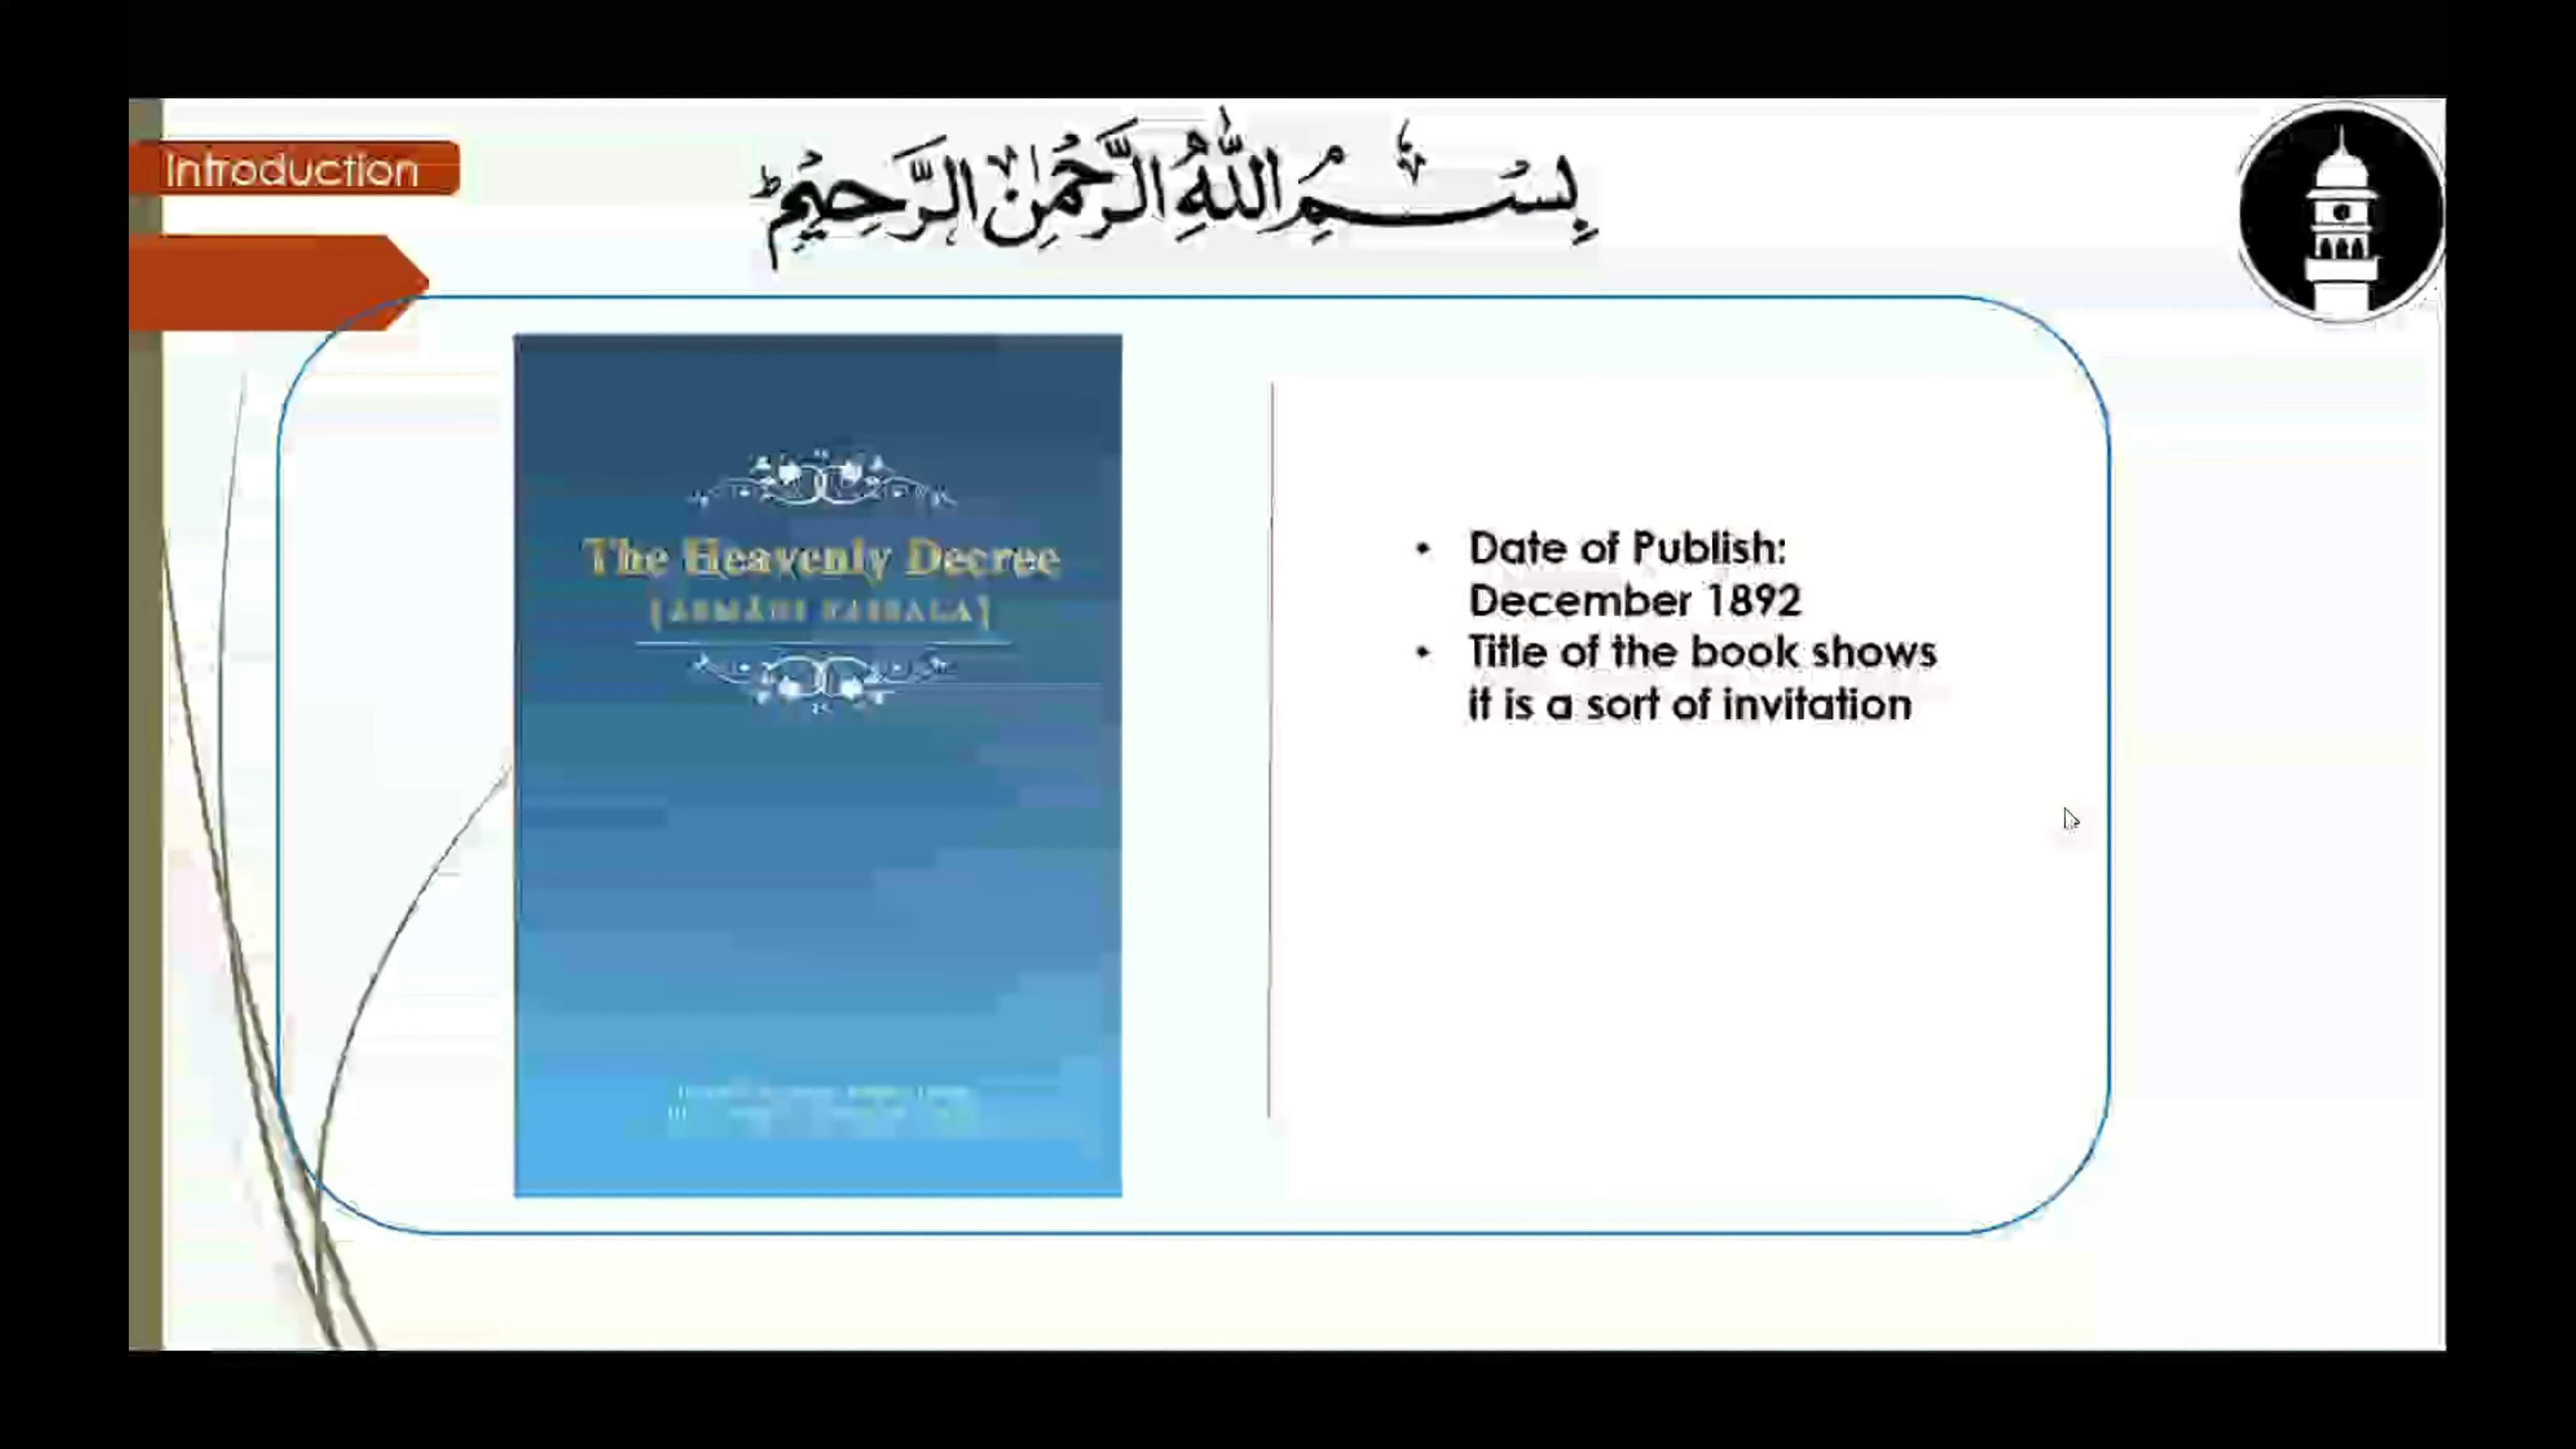 Introduction
بِسْمِ اللّٰهِ الرَّحْمٰنِ الرَّحِيْمِ
The Heavenly Decree
• Date of Publish:
December 1892
• Title of the book shows
it is a sort of invitation